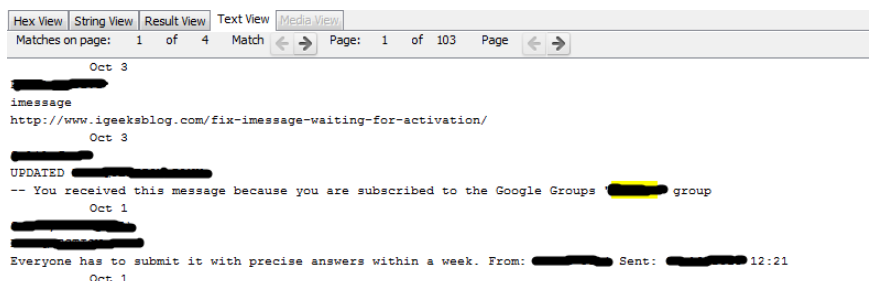 Hex View String View Result View Text View Media View
Matches on page: 1 of 4 Match Page: 1 of 103 Page
Oct 3
imessage
http://www.igeeksblog.com/fix-imessage-waiting-for-activation/
Oct 3
UPDATED
-- You received this message because you are subscribed to the Google Groups " group
Oct 1
Everyone has to submit it with precise answers within a week. From: Sent: 12:21
Oct 1